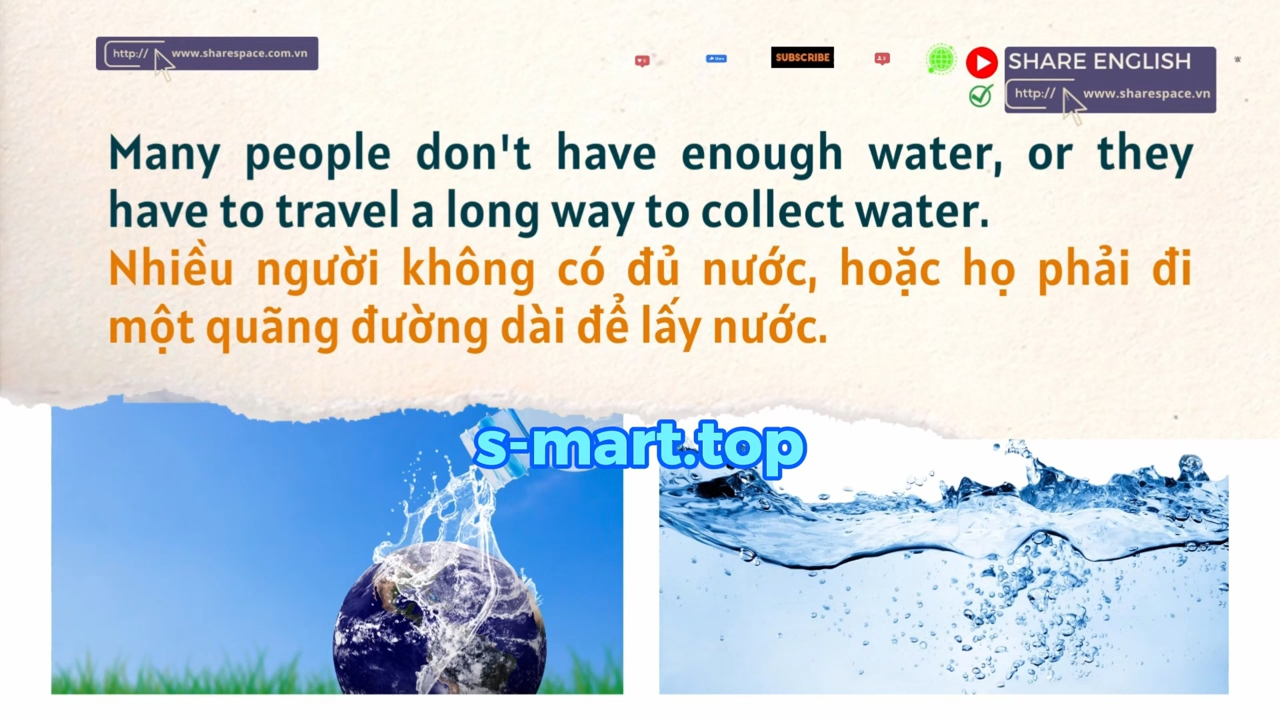 http:// www.sharespace.com.vn
SUBSCRIBE
SHARE ENGLISH
http:// www.sharespace.vn
Many people don't have enough water, or they
have to travel a long way to collect water.
Nhiều người không có đủ nước, hoặc họ phải đi
một quãng đường dài để lấy nước.
s-mart.top